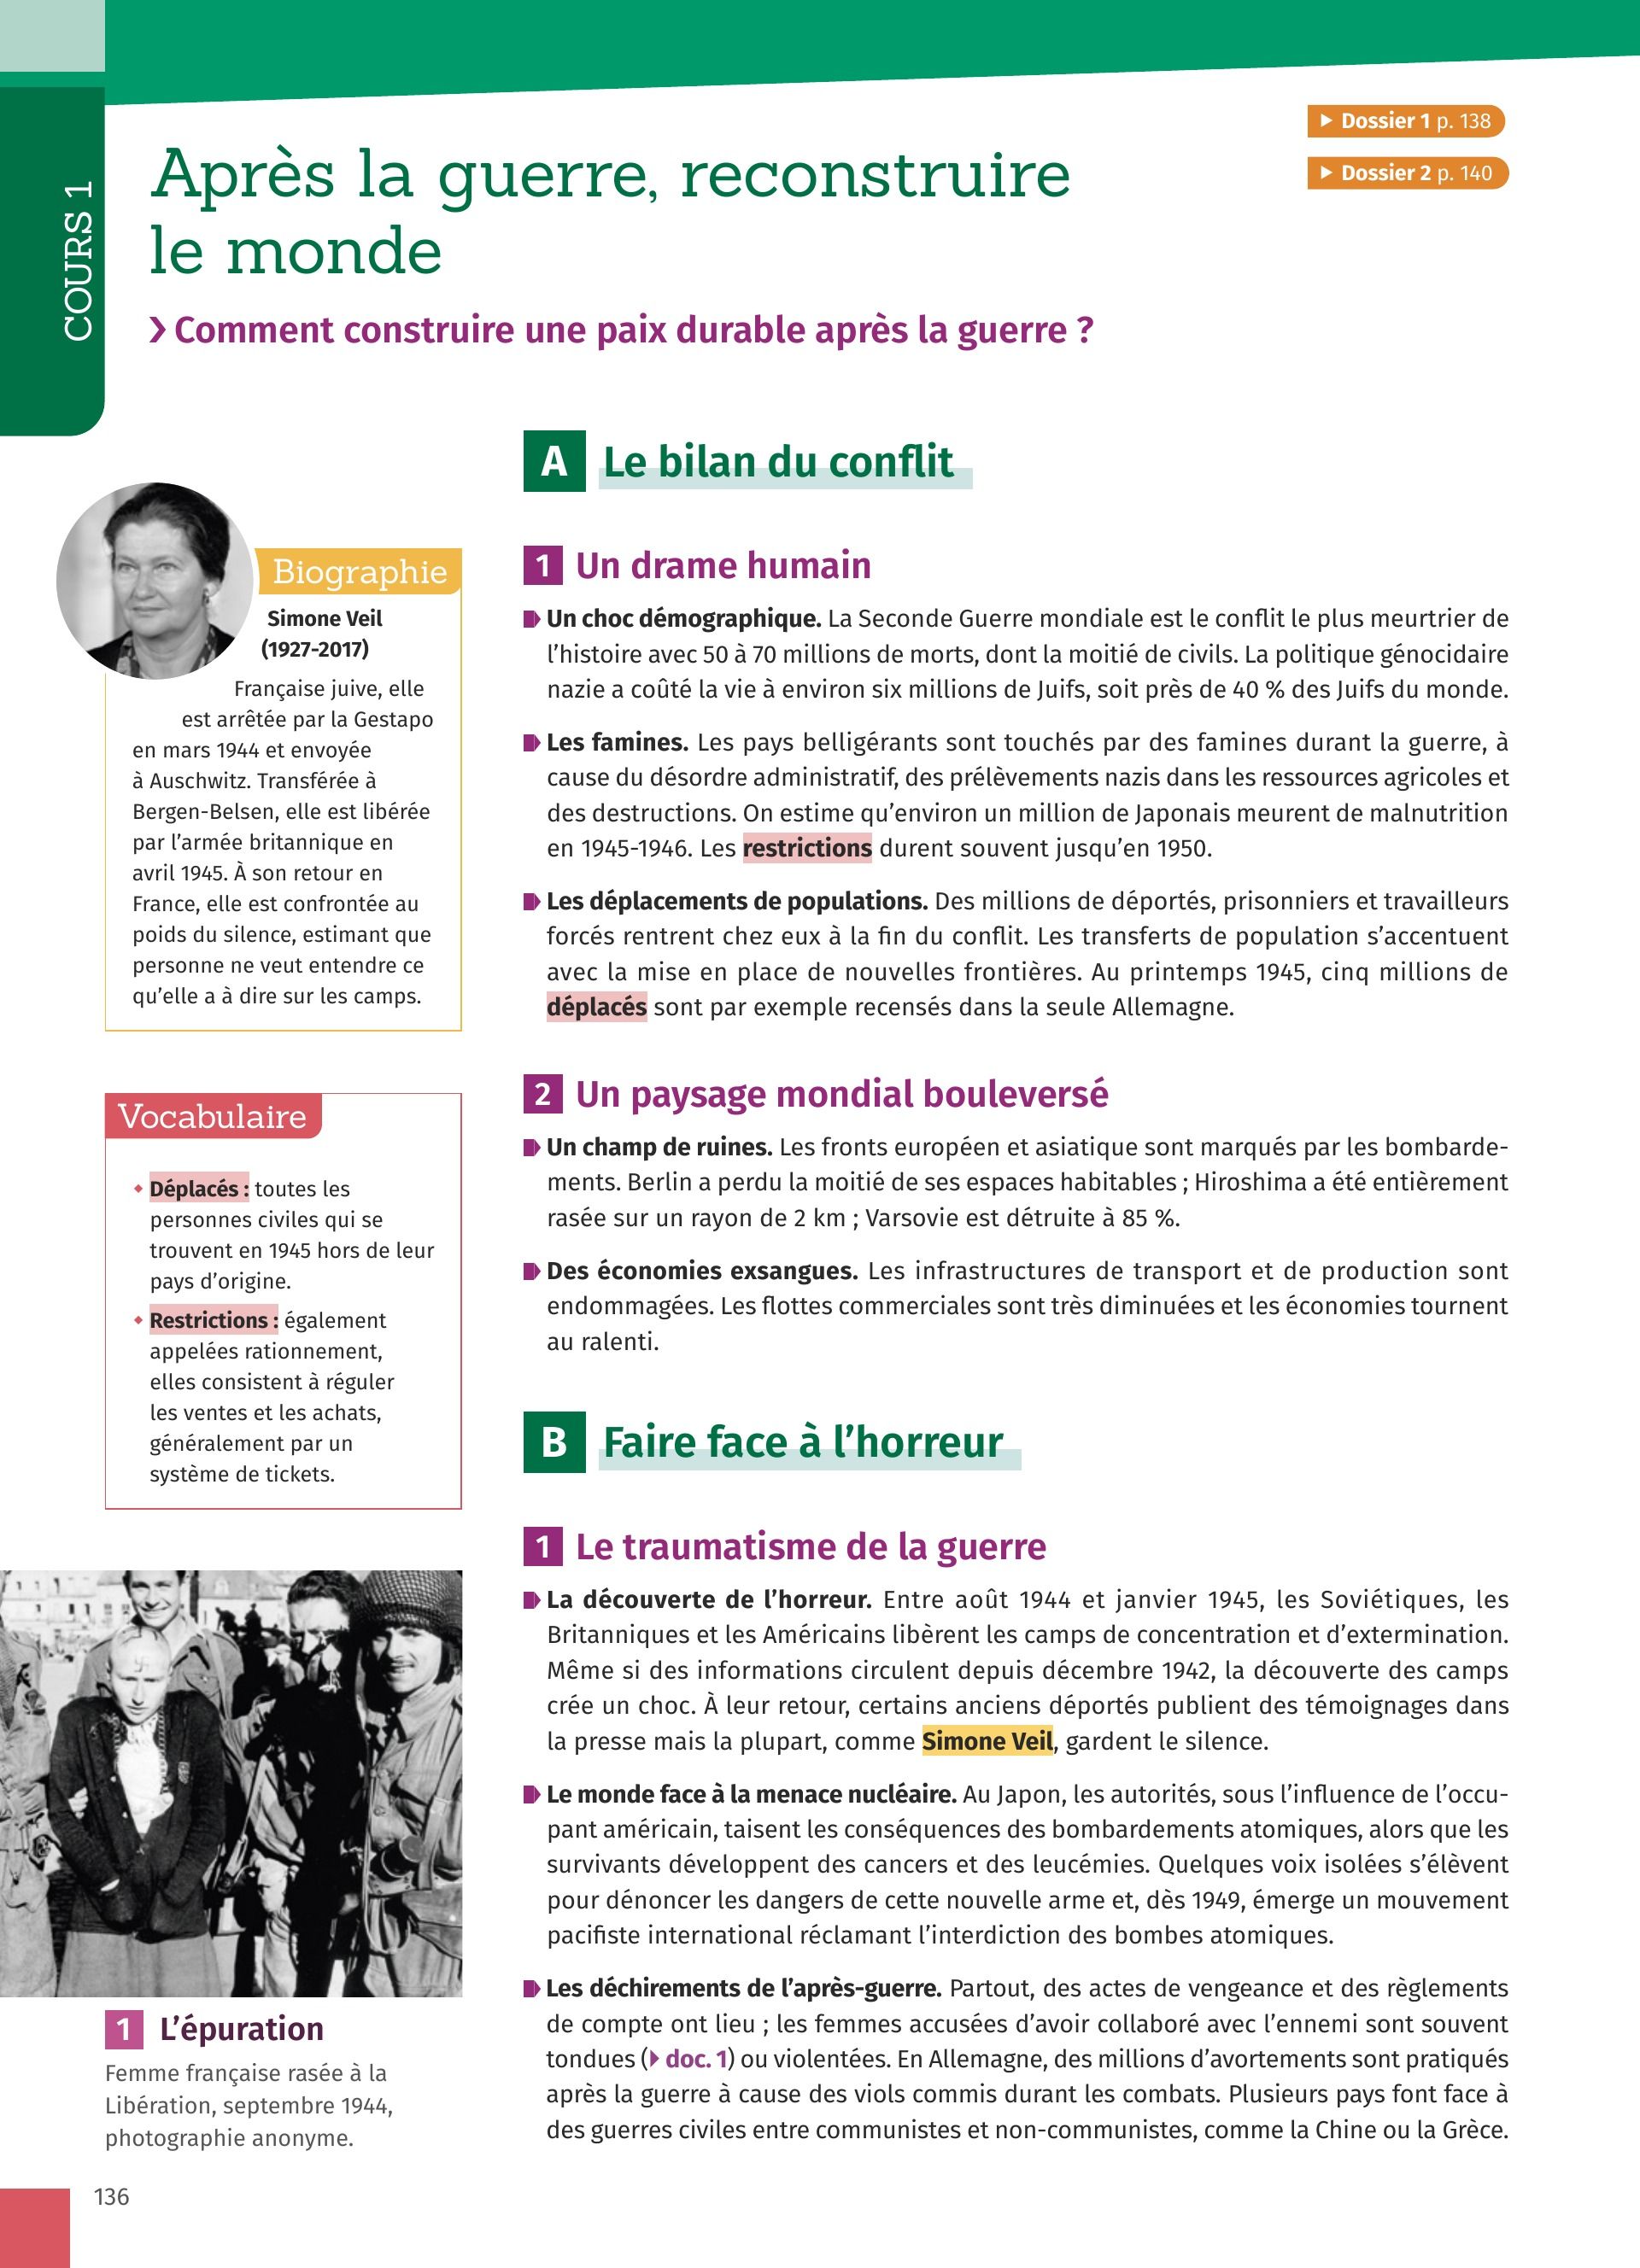 COURS 1
Dossier 1 p. 138
Dossier 2 p. 140
Après la guerre, reconstruire
le monde
Comment construire une paix durable après la guerre ?
Biographie
Simone Veil
(1927-2017)
Française juive, elle
est arrêtée par la Gestapo
en mars 1944 et envoyée
à Auschwitz. Transférée à
Bergen-Belsen, elle est libérée
par l'armée britannique en
avril 1945. À son retour en
France, elle est confrontée au
poids du silence, estimant que
personne ne veut entendre ce
qu'elle a à dire sur les camps.
Vocabulaire
Déplacés : toutes les
personnes civiles qui se
trouvent en 1945 hors de leur
pays d'origine.
Restrictions : également
appelées rationnement,
elles consistent à réguler
les ventes et les achats,
généralement par un
système de tickets.
1 L'épuration
Femme française rasée à la
Libération, septembre 1944,
photographie anonyme.
A Le bilan du conflit
1 Un drame humain
Un choc démographique. La Seconde Guerre mondiale est le conflit le plus meurtrier de
l'histoire avec 50 à 70 millions de morts, dont la moitié de civils. La politique génocidaire
nazie a coûté la vie à environ six millions de Juifs, soit près de 40 % des Juifs du monde.
Les famines. Les pays belligérants sont touchés par des famines durant la guerre, à
cause du désordre administratif, des prélèvements nazis dans les ressources agricoles et
des destructions. On estime qu'environ un million de Japonais meurent de malnutrition
en 1945-1946. Les restrictions durent souvent jusqu'en 1950.
Les déplacements de populations. Des millions de déportés, prisonniers et travailleurs
forcés rentrent chez eux à la fin du conflit. Les transferts de population s'accentuent
avec la mise en place de nouvelles frontières. Au printemps 1945, cinq millions de
déplacés sont par exemple recensés dans la seule Allemagne.
2 Un paysage mondial bouleversé
Un champ de ruines. Les fronts européen et asiatique sont marqués par les bombarde-
ments. Berlin a perdu la moitié de ses espaces habitables ; Hiroshima a été entièrement
rasée sur un rayon de 2 km ; Varsovie est détruite à 85 %.
Des économies exsangues. Les infrastructures de transport et de production sont
endommagées. Les flottes commerciales sont très diminuées et les économies tournent
au ralenti.
B Faire face à l'horreur
1 Le traumatisme de la guerre
La découverte de l'horreur. Entre août 1944 et janvier 1945, les Soviétiques, les
Britanniques et les Américains libèrent les camps de concentration et d'extermination.
Même si des informations circulent depuis décembre 1942, la découverte des camps
crée un choc. À leur retour, certains anciens déportés publient des témoignages dans
la presse mais la plupart, comme Simone Veil, gardent le silence.
Le monde face à la menace nucléaire. Au Japon, les autorités, sous l'influence de l'occu-
pant américain, taisent les conséquences des bombardements atomiques, alors que les
survivants développent des cancers et des leucémies. Quelques voix isolées s'élèvent
pour dénoncer les dangers de cette nouvelle arme et, dès 1949, émerge un mouvement
pacifiste international réclamant l'interdiction des bombes atomiques.
Les déchirements de l'après-guerre. Partout, des actes de vengeance et des règlements
de compte ont lieu ; les femmes accusées d'avoir collaboré avec l'ennemi sont souvent
tondues (doc. 1) ou violentées. En Allemagne, des millions d'avortements sont pratiqués
après la guerre à cause des viols commis durant les combats. Plusieurs pays font face à
des guerres civiles entre communistes et non-communistes, comme la Chine ou la Grèce.
136